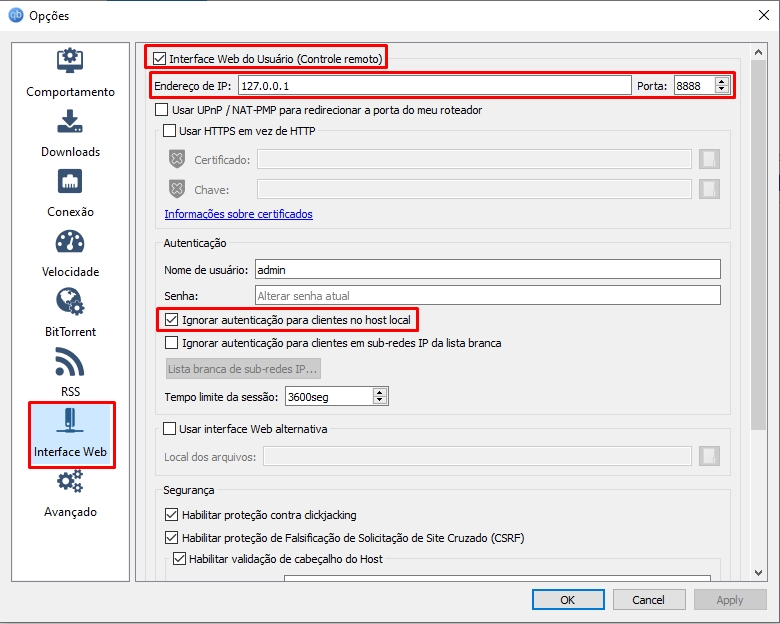 qb Opções
Comportamento
Downloads
Conexão
Velocidade
BitTorrent
RSS
Interface Web
Avançado
Interface Web do Usuário (Controle remoto)
Endereço de IP: 127.0.0.1 Porta: 8888
Usar UPnP / NAT-PMP para redirecionar a porta do meu roteador
Usar HTTPS em vez de HTTP
Certificado:
Chave:
Informações sobre certificados
Autenticação
Nome de usuário: admin
Senha: Alterar senha atual
Ignorar autenticação para clientes no host local
Ignorar autenticação para clientes em sub-redes IP da lista branca
Lista branca de sub-redes IP...
Tempo limite da sessão: 3600seg
Usar interface Web alternativa
Local dos arquivos:
Segurança
Habilitar proteção contra clickjacking
Habilitar proteção de Falsificação de Solicitação de Site Cruzado (CSRF)
Habilitar validação de cabeçalho do Host
OK Cancel Apply